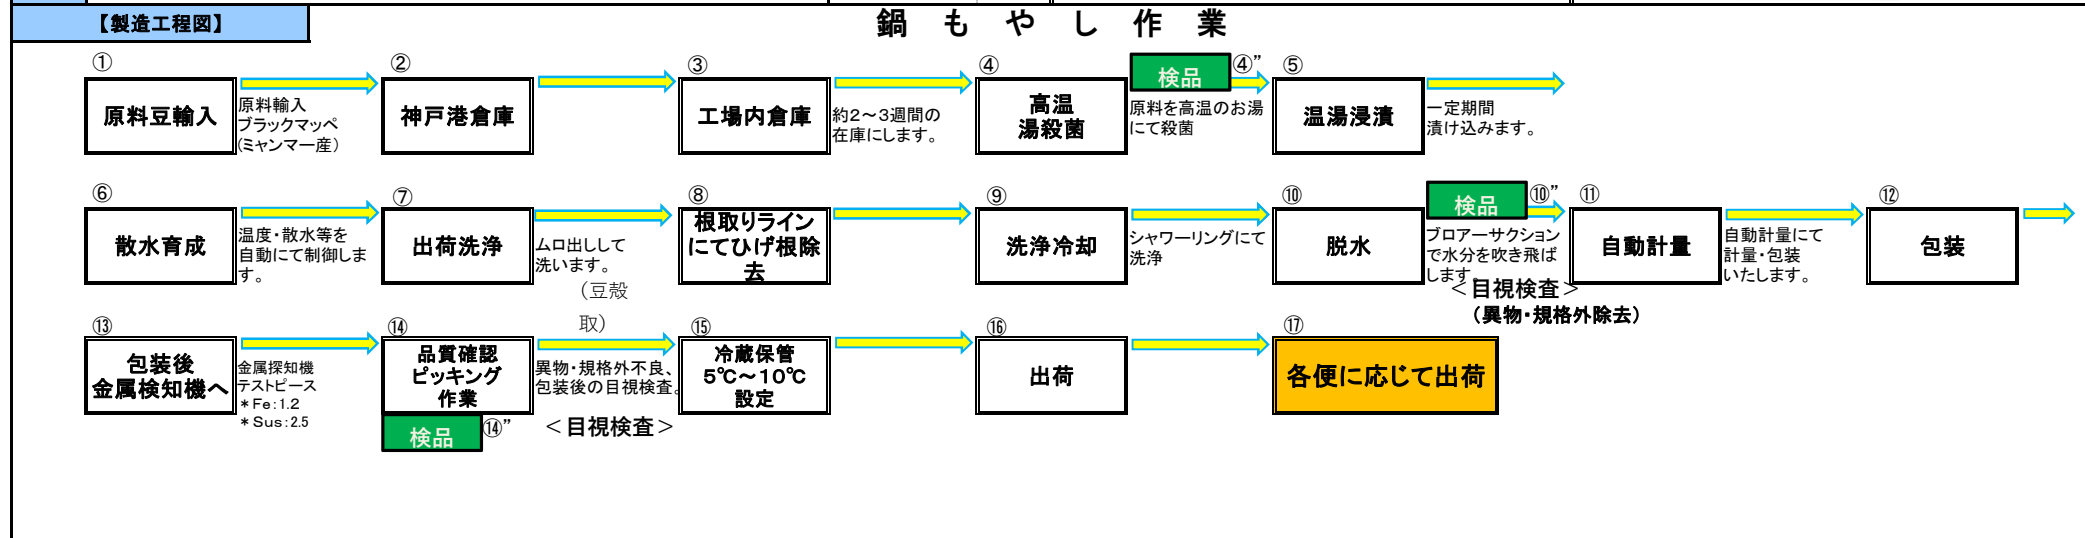 【製造工程図】
鍋もやし作業
①
原料豆輸入
原料輸入
ブラックマッペ
(ミャンマー産)
②
神戸港倉庫
③
工場内倉庫
約2～3週間の
在庫にします。
④
高温
湯殺菌
検品
④”
原料を高温のお湯
にて殺菌
⑤
温湯浸漬
一定期間
漬け込みます。
⑥
散水育成
温度・散水等を
自動にて制御しま
す。
⑦
出荷洗浄
ムロ出しして
洗います。
（豆殻
取）
⑧
根取りライン
にてひげ根除
去
⑨
洗浄冷却
シャワーリングにて
洗浄
⑩
脱水
検品
⑩”
ブロアーサクション
で水分を吹き飛ば
します。
＜目視検査＞
（異物・規格外除去）
⑪
自動計量
自動計量にて
計量・包装
いたします。
⑫
包装
⑬
包装後
金属検知機へ
金属探知機
テストピース
＊Fe：1.2
＊Sus：2.5
⑭
品質確認
ピッキング
作業
検品
⑭”
異物・規格外不良、
包装後の目視検査。
＜目視検査＞
⑮
冷蔵保管
5℃～10℃
設定
⑯
出荷
⑰
各便に応じて出荷